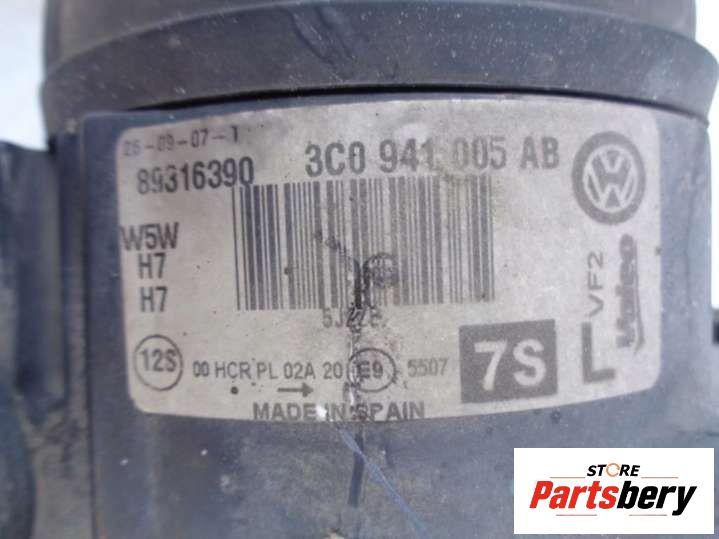 26-09-07-T
89316390
3C0 941 005 AB
W5W
H7
H7
12S
00 HCR PL 02A 20
E9
5507
7S
L
VF2
Valeo
MADE IN SPAIN
STORE
Partsbery